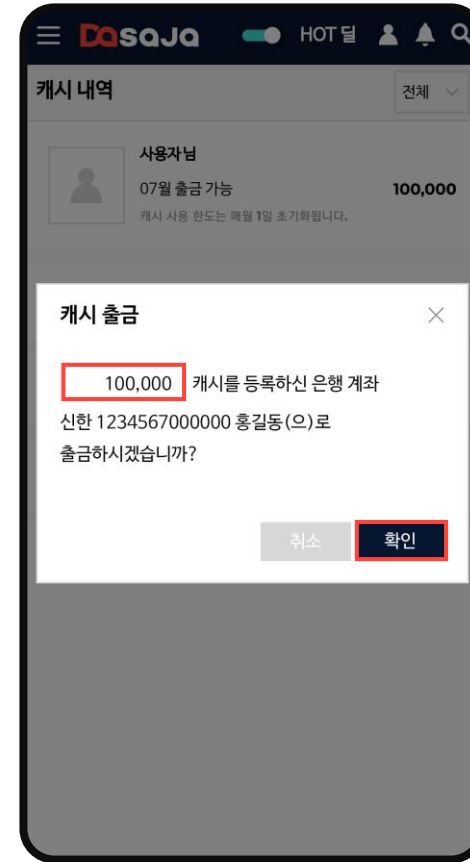 DasaJa HOT딜
캐시 내역 전체
사용자님
07월 출금 가능 100,000
캐시 사용 한도는 매월 1일 초기화됩니다.
캐시 출금
100,000 캐시를 등록하신 은행 계좌
신한 1234567000000 홍길동(으)로
출금하시겠습니까?
취소 확인